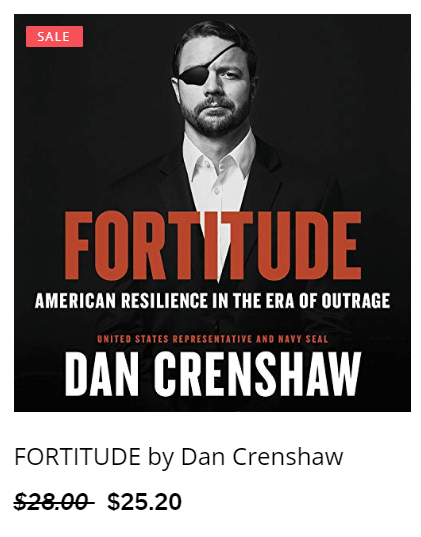 SALE
FORTITUDE
AMERICAN RESILIENCE IN THE ERA OF OUTRAGE
UNITED STATES REPRESENTATIVE AND NAVY SEAL
DAN CRENSHAW
FORTITUDE by Dan Crenshaw
$28.00 $25.20